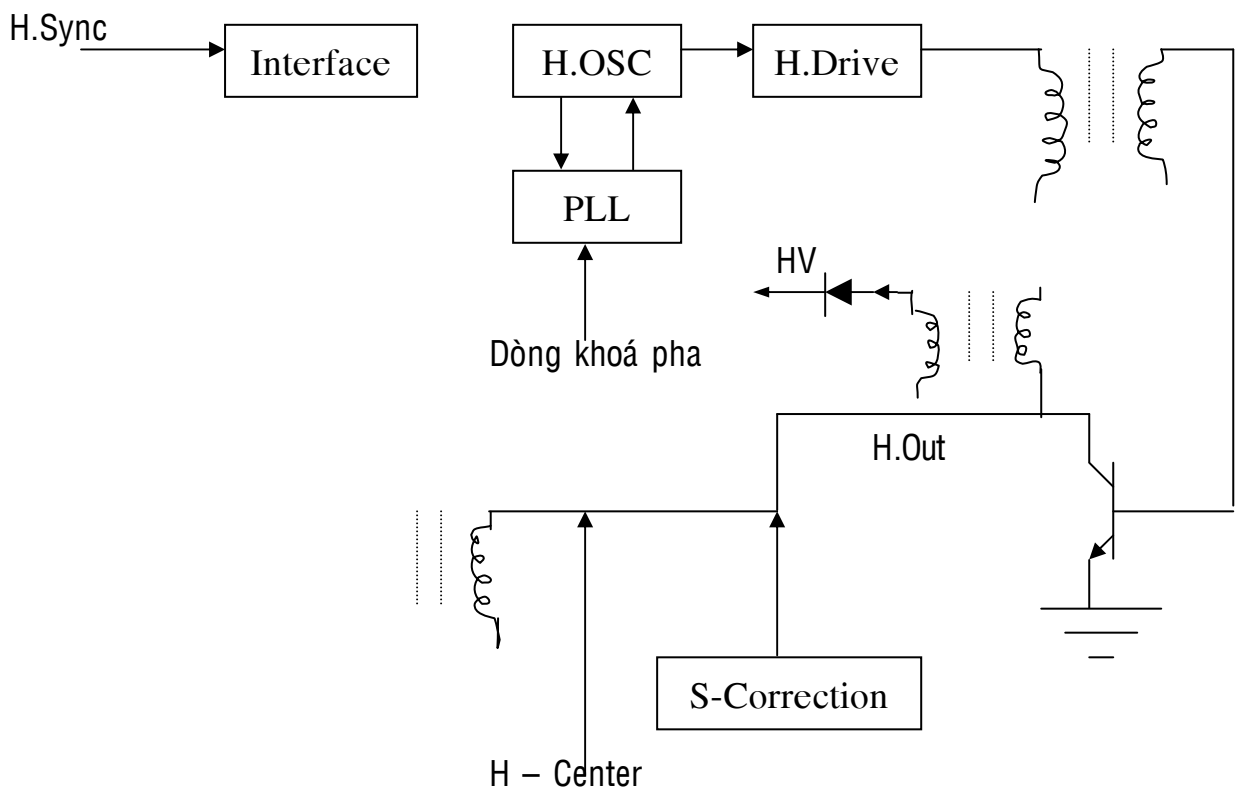 H.Sync
Interface
H.OSC
H.Drive
PLL
HV
Dòng khoá pha
H.Out
S-Correction
H – Center